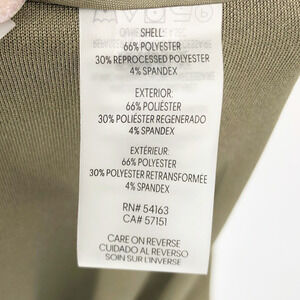 SHELL:
66% POLYESTER
30% REPROCESSED POLYESTER
4% SPANDEX
EXTERIOR:
66% POLIÉSTER
30% POLIÉSTER REGENERADO
4% SPANDEX
EXTÉRIEUR:
66% POLYESTER
30% POLYESTER RETRANSFORMÉE
4% SPANDEX
RN# 54163
CA# 57151
CARE ON REVERSE
CUIDADO AL REVERSO
SOIN SUR L'INVERSE